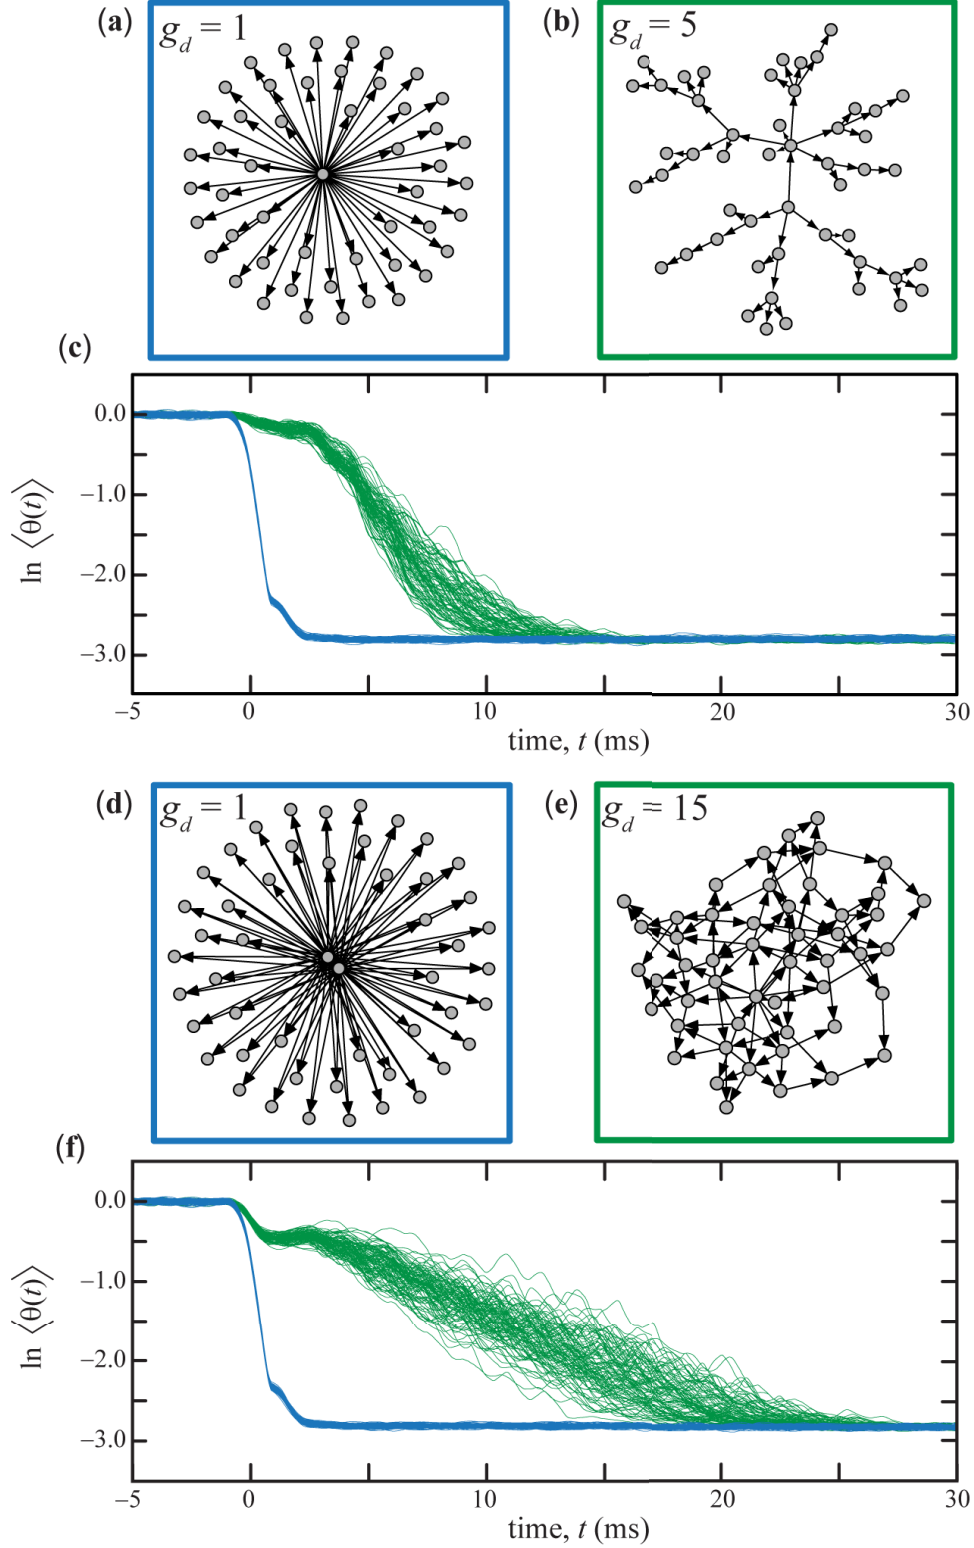 (a) g_d = 1
(b) g_d = 5
(c)
0.0
−1.0
−2.0
−3.0
ln ⟨θ(t)⟩
−5 0 10 20 30
time, t (ms)
(d) g_d = 1
(e) g_d = 15
(f)
0.0
−1.0
−2.0
−3.0
ln ⟨θ(t)⟩
−5 0 10 20 30
time, t (ms)